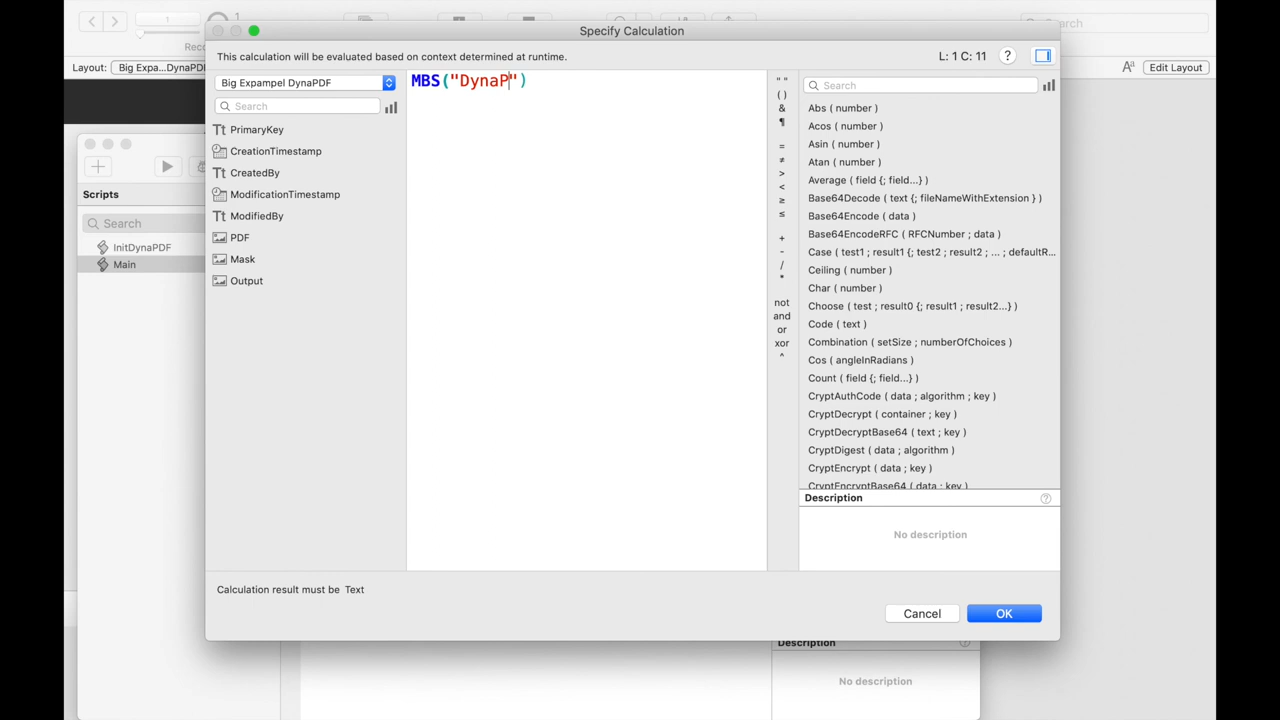 1
Search
Reco
Specify Calculation
This calculation will be evaluated based on context determined at runtime.
L: 1 C: 11
?
Layout:
Big Expa...DynaPDF
Edit Layout
Big Expampel DynaPDF
Search
PrimaryKey
CreationTimestamp
CreatedBy
ModificationTimestamp
ModifiedBy
PDF
Mask
Output
MBS("DynaP")
" "
( )
&
¶
=
≠
>
<
≥
≤
+
-
/
*
not
and
or
xor
^
Search
Abs ( number )
Acos ( number )
Asin ( number )
Atan ( number )
Average ( field {; field...} )
Base64Decode ( text {; fileNameWithExtension } )
Base64Encode ( data )
Base64EncodeRFC ( RFCNumber ; data )
Case ( test1 ; result1 {; test2 ; result2 ; ... ; defaultR...
Ceiling ( number )
Char ( number )
Choose ( test ; result0 {; result1 ; result2...} )
Code ( text )
Combination ( setSize ; numberOfChoices )
Cos ( angleInRadians )
Count ( field {; field...} )
CryptAuthCode ( data ; algorithm ; key )
CryptDecrypt ( container ; key )
CryptDecryptBase64 ( text ; key )
CryptDigest ( data ; algorithm )
CryptEncrypt ( data ; key )
CryptEncryptBase64 ( data ; key )
Description
?
No description
Scripts
Search
InitDynaPDF
Main
Calculation result must be Text
Cancel
OK
Description
No description